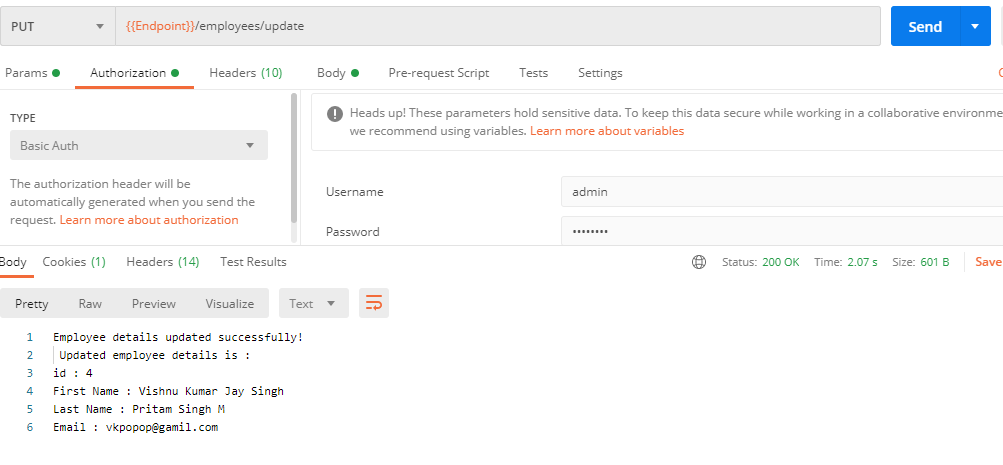 PUT {{Endpoint}}/employees/update Send
Params Authorization Headers (10) Body Pre-request Script Tests Settings
TYPE
Basic Auth
The authorization header will be
automatically generated when you send the
request. Learn more about authorization
Heads up! These parameters hold sensitive data. To keep this data secure while working in a collaborative environme
we recommend using variables. Learn more about variables
Username admin
Password ••••••••
Body Cookies (1) Headers (14) Test Results Status: 200 OK Time: 2.07 s Size: 601 B Save
Pretty Raw Preview Visualize Text
1 Employee details updated successfully!
2 Updated employee details is :
3 id : 4
4 First Name : Vishnu Kumar Jay Singh
5 Last Name : Pritam Singh M
6 Email : vkpopop@gamil.com